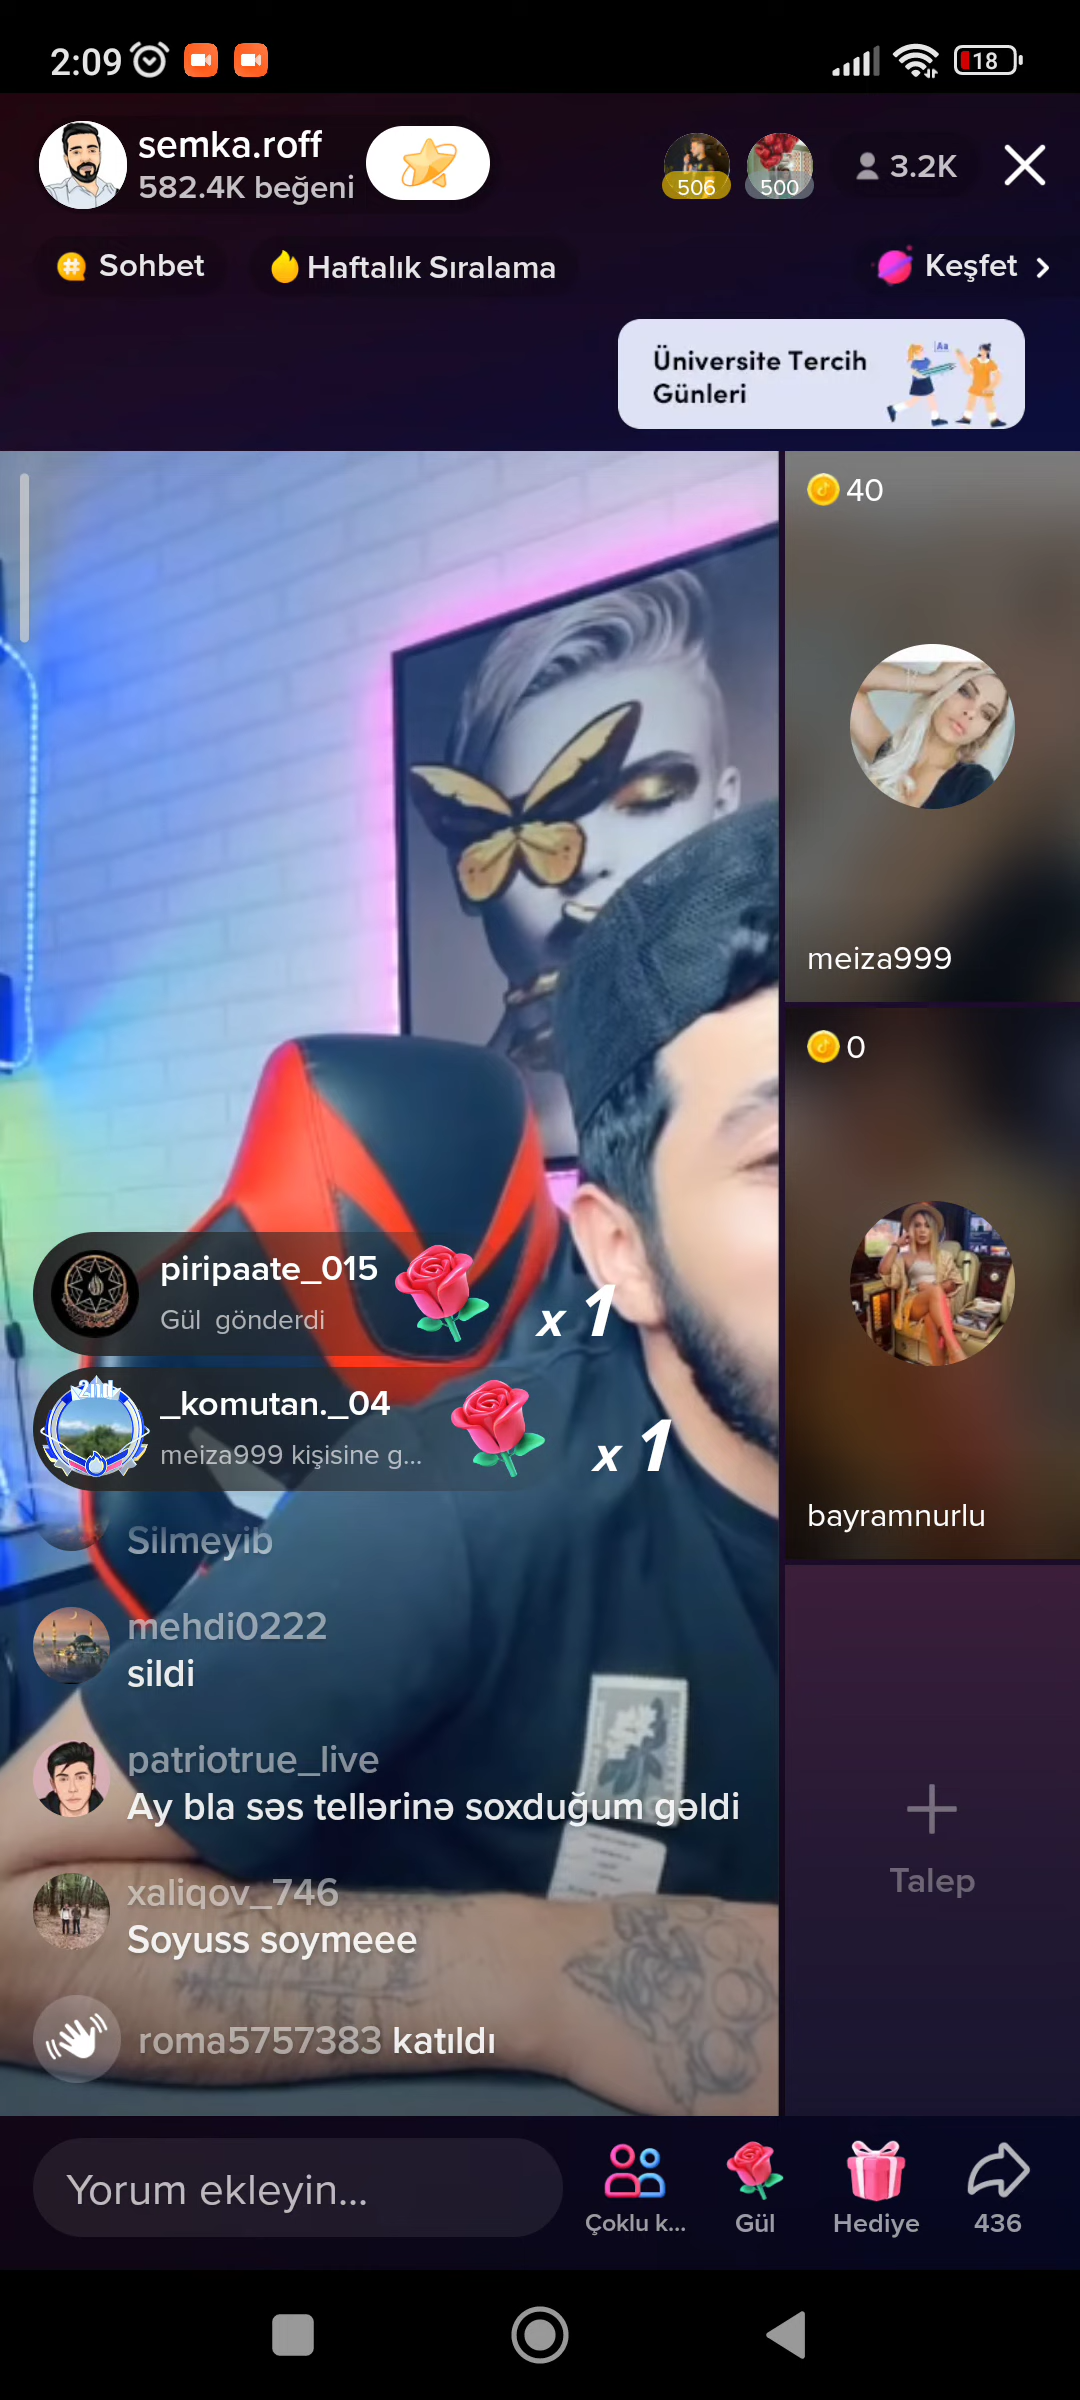 2:09
18
semka.roff
582.4K beğeni
506
500
3.2K
Sohbet
Haftalık Sıralama
Keşfet
Üniversite Tercih
Günleri
40
meiza999
0
bayramnurlu
piripaate_015
Gül gönderdi
x 1
2nd
_komutan._04
meiza999 kişisine g...
x 1
Silmeyib
mehdi0222
sildi
patriotrue_live
Ay bla səs tellərinə soxduğum gəldi
xaliqov_746
Soyuss soymeee
roma5757383 katıldı
Talep
Yorum ekleyin...
Çoklu k...
Gül
Hediye
436